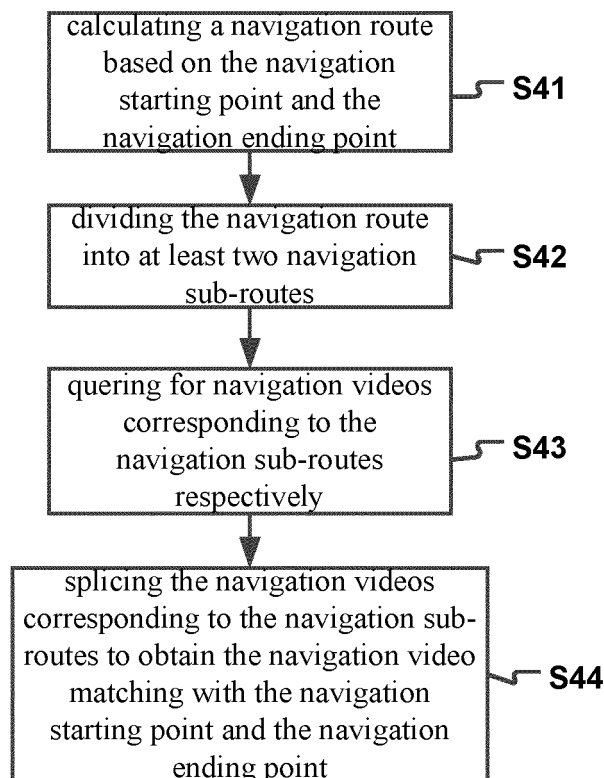 calculating a navigation route
based on the navigation
starting point and the
navigation ending point
S41
dividing the navigation route
into at least two navigation
sub-routes
S42
quering for navigation videos
corresponding to the
navigation sub-routes
respectively
S43
splicing the navigation videos
corresponding to the navigation sub-
routes to obtain the navigation video
matching with the navigation
starting point and the navigation
ending point
S44